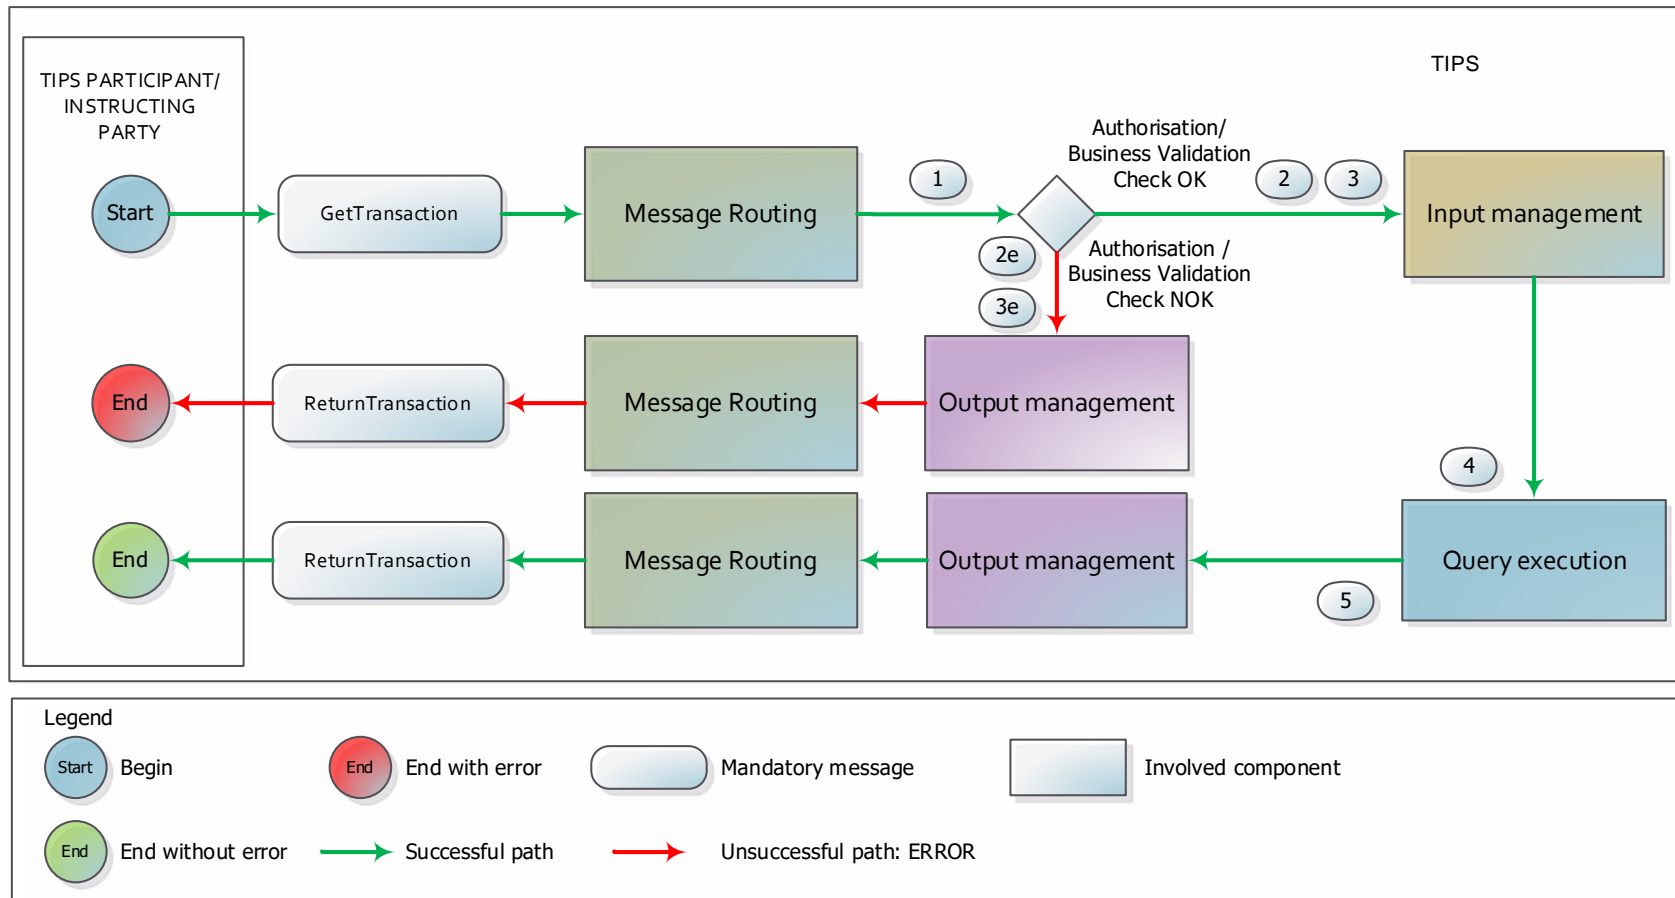 TIPS PARTICIPANT/
INSTRUCTING
PARTY
TIPS
Start
GetTransaction
Message Routing
1
Authorisation/
Business Validation
Check OK
2
3
Input management
2e
3e
Authorisation /
Business Validation
Check NOK
End
ReturnTransaction
Message Routing
Output management
4
End
ReturnTransaction
Message Routing
Output management
5
Query execution
Legend
Start
Begin
End
End with error
Mandatory message
Involved component
End
End without error
Successful path
Unsuccessful path: ERROR